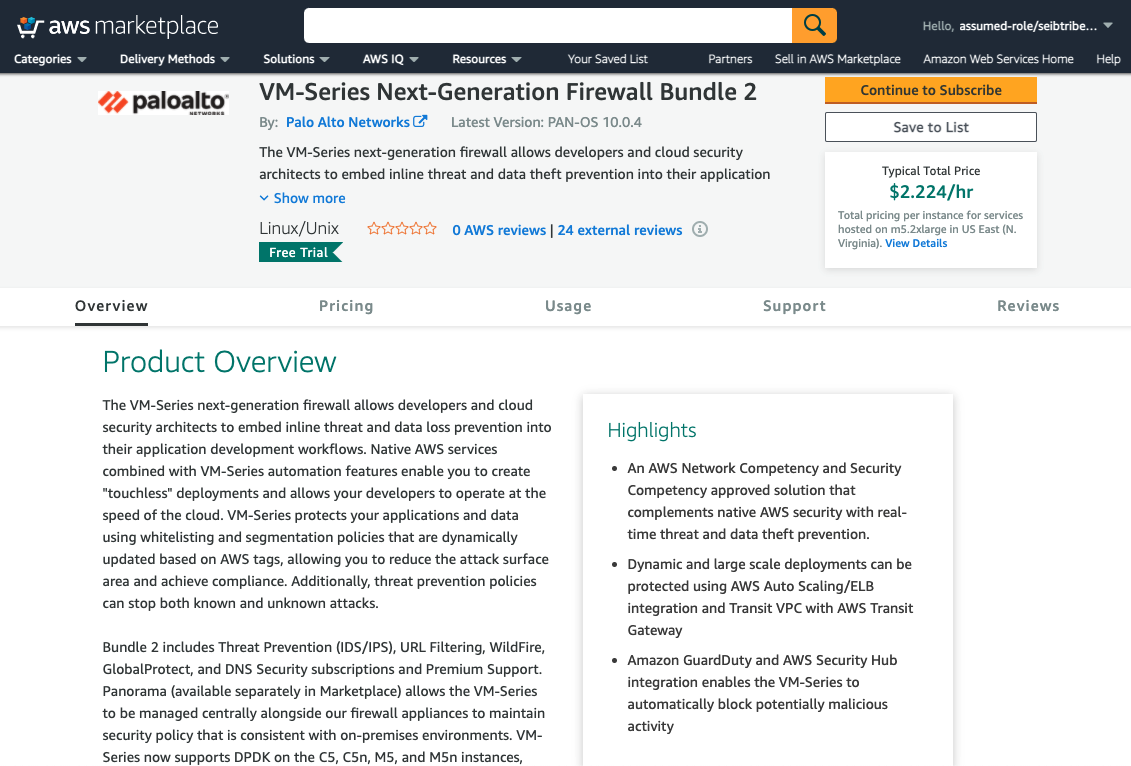 aws marketplace
Hello, assumed-role/seibtribe...
Categories Delivery Methods Solutions AWS IQ Resources Your Saved List Partners Sell in AWS Marketplace Amazon Web Services Home Help
paloalto
NETWORKS
VM-Series Next-Generation Firewall Bundle 2
By: Palo Alto Networks Latest Version: PAN-OS 10.0.4
The VM-Series next-generation firewall allows developers and cloud security
architects to embed inline threat and data theft prevention into their application
Show more
Linux/Unix 0 AWS reviews | 24 external reviews
Free Trial
Continue to Subscribe
Save to List
Typical Total Price
$2.224/hr
Total pricing per instance for services
hosted on m5.2xlarge in US East (N.
Virginia). View Details
Overview Pricing Usage Support Reviews
Product Overview
The VM-Series next-generation firewall allows developers and cloud
security architects to embed inline threat and data loss prevention into
their application development workflows. Native AWS services
combined with VM-Series automation features enable you to create
"touchless" deployments and allows your developers to operate at the
speed of the cloud. VM-Series protects your applications and data
using whitelisting and segmentation policies that are dynamically
updated based on AWS tags, allowing you to reduce the attack surface
area and achieve compliance. Additionally, threat prevention policies
can stop both known and unknown attacks.
Bundle 2 includes Threat Prevention (IDS/IPS), URL Filtering, WildFire,
GlobalProtect, and DNS Security subscriptions and Premium Support.
Panorama (available separately in Marketplace) allows the VM-Series
to be managed centrally alongside our firewall appliances to maintain
security policy that is consistent with on-premises environments. VM-
Series now supports DPDK on the C5, C5n, M5, and M5n instances,
Highlights
• An AWS Network Competency and Security
Competency approved solution that
complements native AWS security with real-
time threat and data theft prevention.
• Dynamic and large scale deployments can be
protected using AWS Auto Scaling/ELB
integration and Transit VPC with AWS Transit
Gateway
• Amazon GuardDuty and AWS Security Hub
integration enables the VM-Series to
automatically block potentially malicious
activity